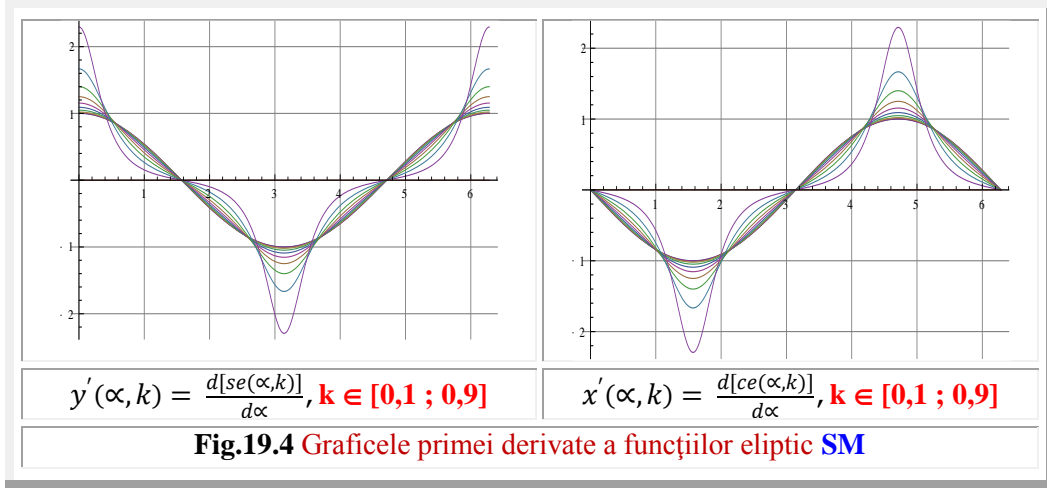 2
1
1 2 3 4 5 6
- 1
- 2
2
1
1 2 3 4 5 6
- 1
- 2
y′(∝, k) = d[se(∝,k)]/d∝, k ∈ [0,1 ; 0,9]
x′(∝, k) = d[ce(∝,k)]/d∝, k ∈ [0,1 ; 0,9]
Fig.19.4 Graficele primei derivate a funcţiilor eliptic SM